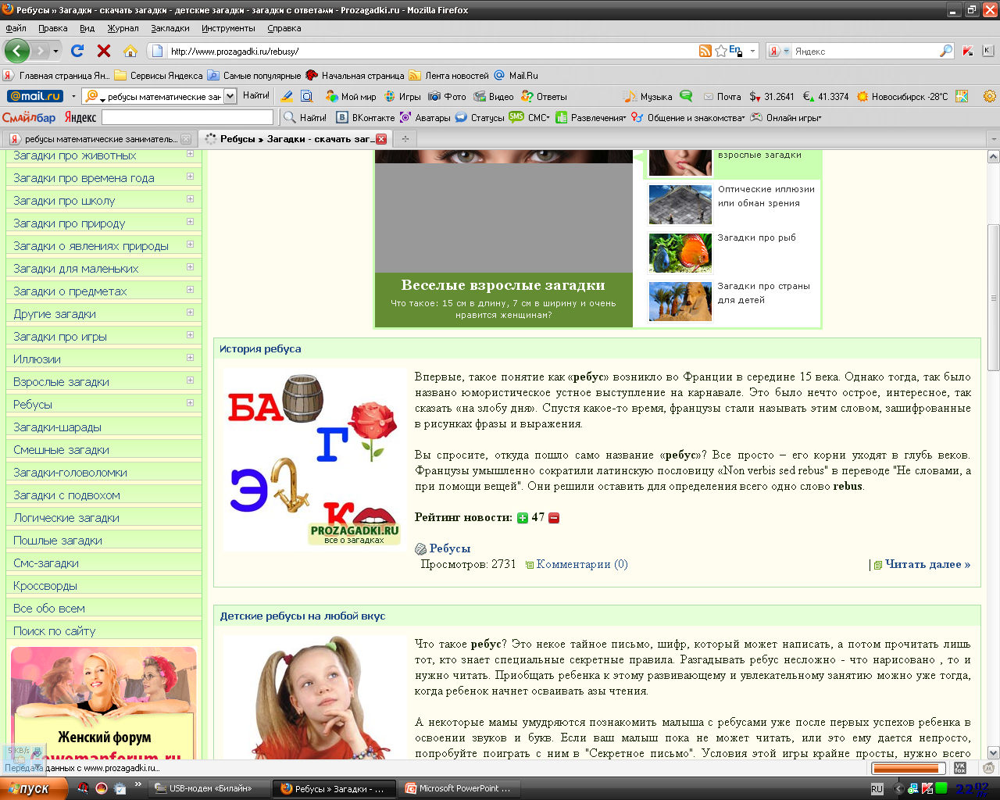 Ребусы » Загадки - скачать загадки - детские загадки - загадки с ответами - Prozagadki.ru - Mozilla Firefox
Файл Правка Вид Журнал Закладки Инструменты Справка
http://www.prozagadki.ru/rebusy/ En Яндекс
Главная страница Ян... Сервисы Яндекса Самые популярные Начальная страница Лента новостей Mail.Ru
@mail.ru ребусы математические заг Найти! Мой мир Игры Фото Видео Ответы Музыка Почта 31.2641 41.3374 Новосибирск -28°C
Смайлбар Яндекс Найти! ВКонтакте Аватары Статусы СМС Развлечения Общение и знакомства Онлайн игры
ребусы математические заниматель... Ребусы » Загадки - скачать заг...
Загадки про животных
Загадки про времена года
Загадки про школу
Загадки про природу
Загадки о явлениях природы
Загадки для маленьких
Загадки о предметах
Другие загадки
Загадки про игры
Иллюзии
Взрослые загадки
Ребусы
Загадки-шарады
Смешные загадки
Загадки-головоломки
Загадки с подвохом
Логические загадки
Пошлые загадки
Смс-загадки
Кроссворды
Все обо всем
Поиск по сайту
Женский форум
взрослые загадки
Оптические иллюзии
или обман зрения
Загадки про рыб
Загадки про страны
для детей
Веселые взрослые загадки
Что такое: 15 см в длину, 7 см в ширину и очень
нравится женщинам?
История ребуса
БА
Г
Э
К
PROZAGADKI.RU
все о загадках
Впервые, такое понятие как «ребус» возникло во Франции в середине 15 века. Однако тогда, так было
названо юмористическое устное выступление на карнавале. Это было нечто острое, интересное, так
сказать «на злобу дня». Спустя какое-то время, французы стали называть этим словом, зашифрованные
в рисунках фразы и выражения.
Вы спросите, откуда пошло само название «ребус»? Все просто – его корни уходят в глубь веков.
Французы умышленно сократили латинскую пословицу «Non verbis sed rebus" в переводе "Не словами, а
при помощи вещей". Они решили оставить для определения всего одно слово rebus.
Рейтинг новости: 47
Ребусы
Просмотров: 2731 Комментарии (0) | Читать далее »
Детские ребусы на любой вкус
Что такое ребус? Это некое тайное письмо, шифр, который может написать, а потом прочитать лишь
тот, кто знает специальные секретные правила. Разгадывать ребус несложно - что нарисовано , то и
нужно читать. Приобщать ребенка к этому развивающему и увлекательному занятию можно уже тогда,
когда ребенок начнет осваивать азы чтения.
А некоторые мамы умудряются познакомить малыша с ребусами уже после первых успехов ребенка в
освоении звуков и букв. Если ваш малыш пока не может читать, или это ему дается непросто,
попробуйте поиграть с ним в "Секретное письмо". Условия этой игры крайне просты, нужно всего
5 KB/s
Передача данных с www.prozagadki.ru...
пуск USB-модем «Билайн» Ребусы » Загадки - ... Microsoft PowerPoint ... RU 22:02